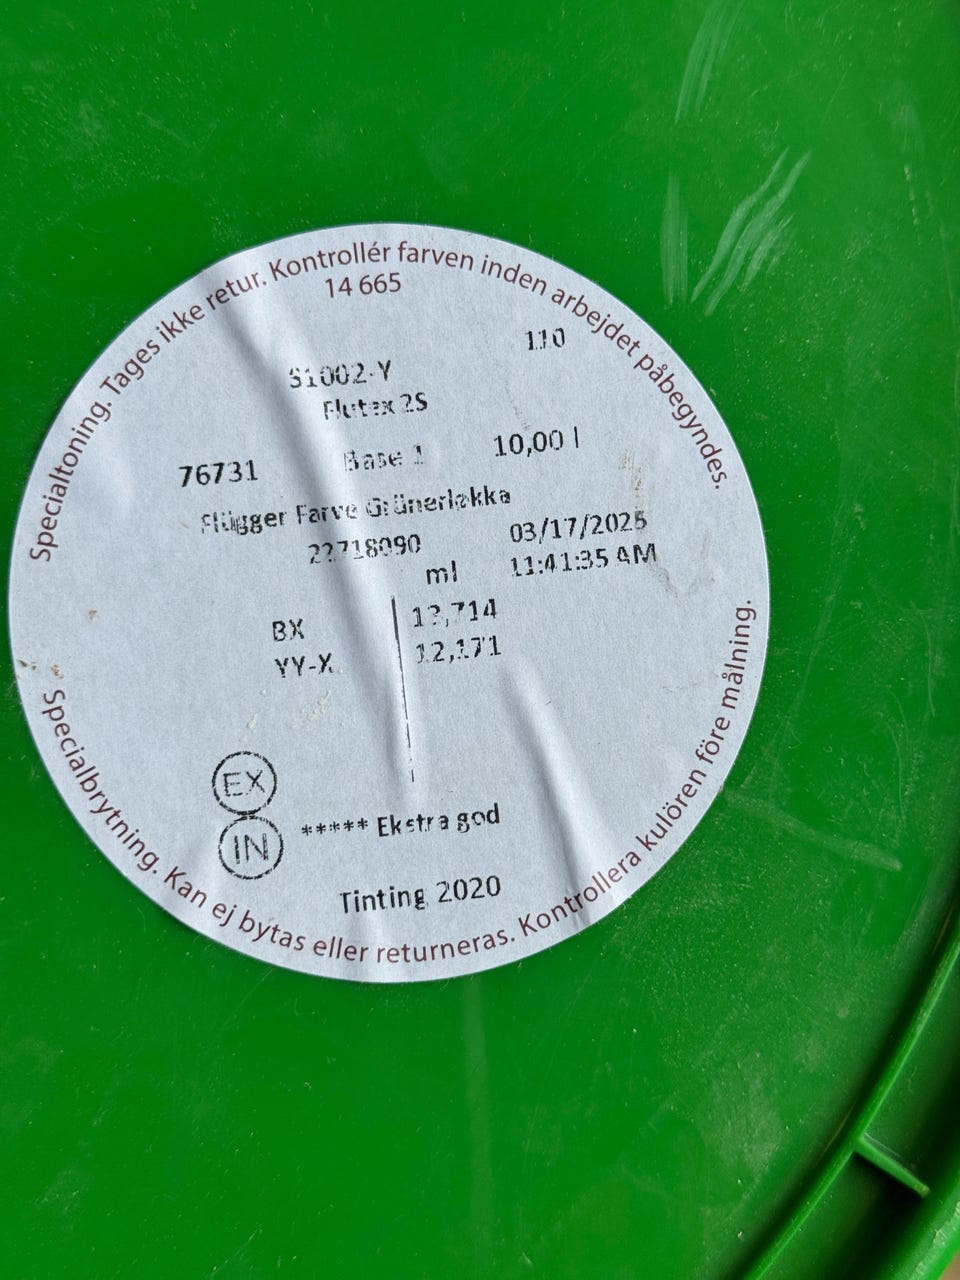 Specialtoning. Tages ikke retur. Kontrollér farven inden arbejdet påbegyndes.
14 665
110
S1002-Y
Flutex 2S
76731 Base 1 10,00 l
Flügger Farve Grünerløkka
22718090 03/17/2025
ml 11:41:35 AM
BX 13,714
YY-X 12,171
EX
IN ***** Ekstra god
Tinting 2020
Specialbrytning. Kan ej bytas eller returneras. Kontrollera kulören före målning.